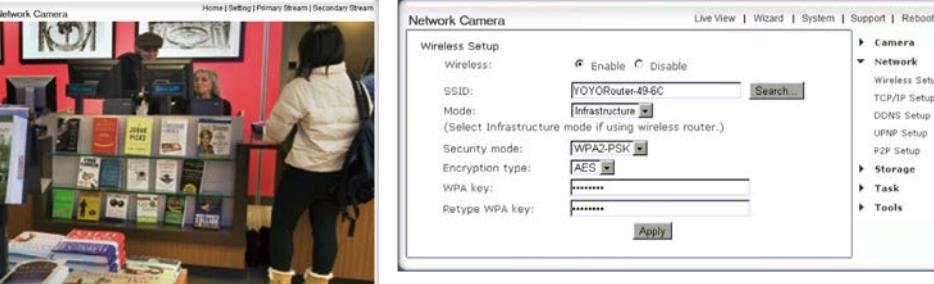 Network Camera
Home | Setting | Primary Stream | Secondary Stream
JUDGE
COLLIDE
Network Camera
Live View | Wizard | System | Support | Reboot
Wireless Setup
Wireless: Enable Disable
SSID: YOYORouter-49-6C Search...
Mode: Infrastructure
(Select Infrastructure mode if using wireless router.)
Security mode: WPA2-PSK
Encryption type: AES
WPA key: ••••••••
Retype WPA key: ••••••••
Apply
Camera
Network
Wireless Setu
TCP/IP Setup
DDNS Setup
UPNP Setup
P2P Setup
Storage
Task
Tools